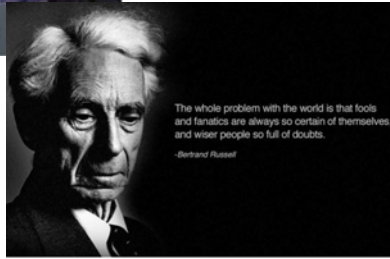 The whole problem with the world is that fools
and fanatics are always so certain of themselves
and wiser people so full of doubts.
-Bertrand Russell